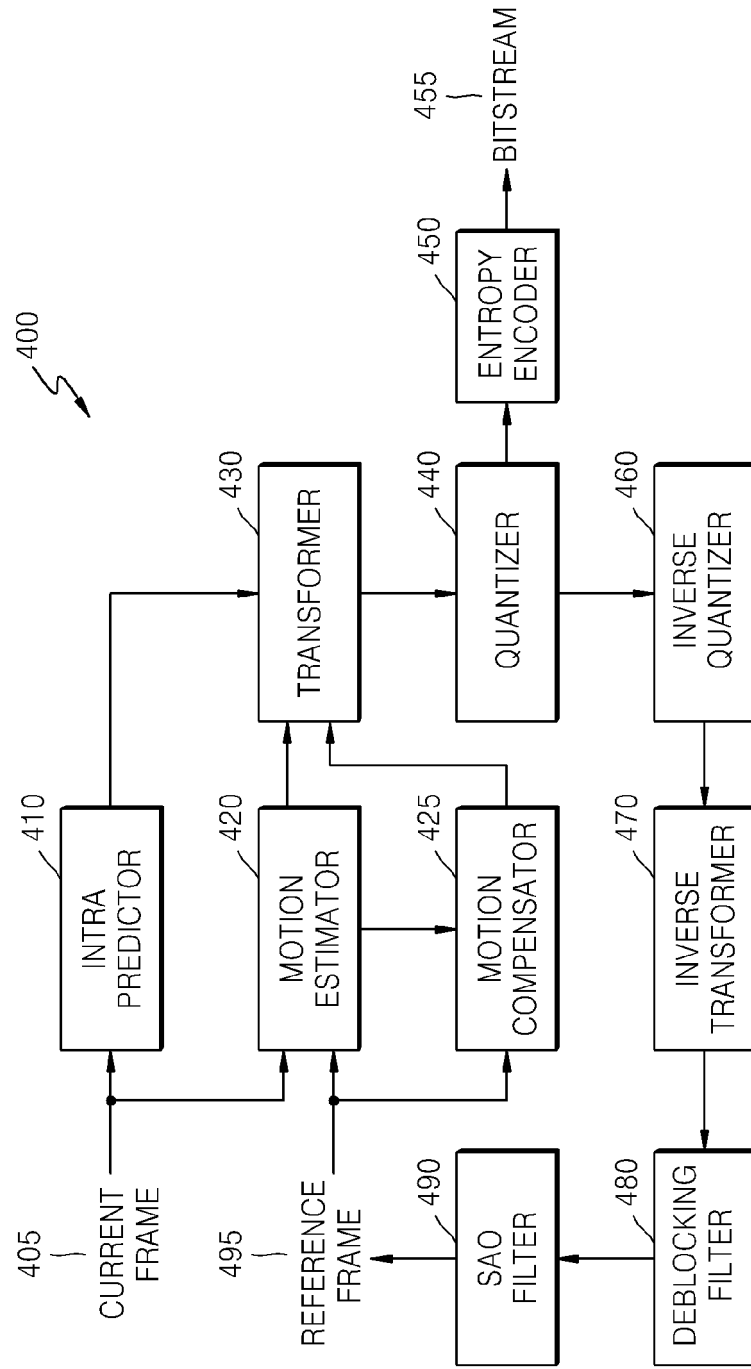 400
405
CURRENT
FRAME
410
INTRA
PREDICTOR
495
REFERENCE
FRAME
420
MOTION
ESTIMATOR
430
TRANSFORMER
490
SAO
FILTER
425
MOTION
COMPENSATOR
440
QUANTIZER
450
ENTROPY
ENCODER
455
BITSTREAM
480
DEBLOCKING
FILTER
470
INVERSE
TRANSFORMER
460
INVERSE
QUANTIZER